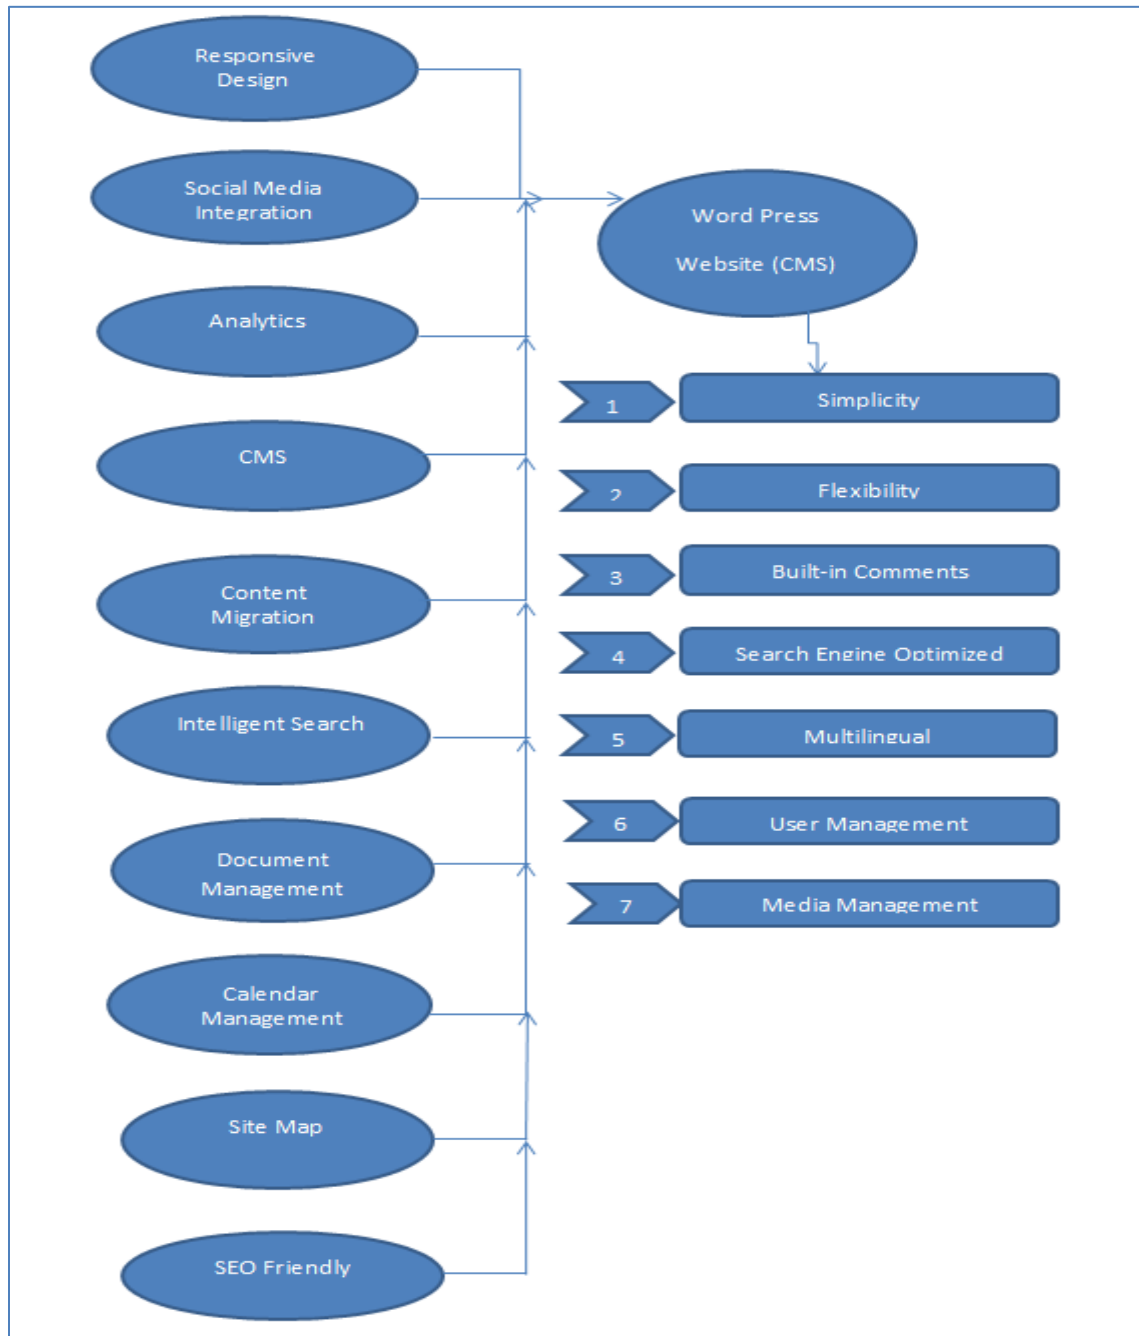 Responsive
Design
Social Media
Integration
Analytics
CMS
Content
Migration
Intelligent Search
Document
Management
Calendar
Management
Site Map
SEO Friendly
Word Press
Website (CMS)
1
Simplicity
2
Flexibility
3
Built-in Comments
4
Search Engine Optimized
5
Multilingual
6
User Management
7
Media Management